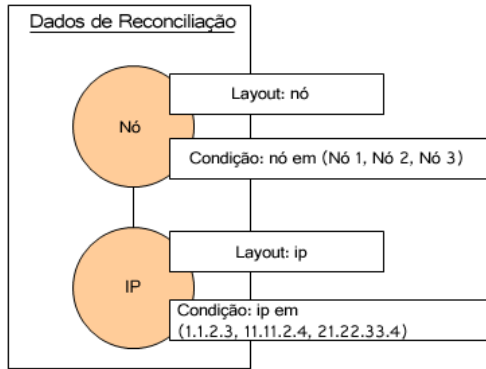 Dados de Reconciliação
Layout: nó
Nó
Condição: nó em (Nó 1, Nó 2, Nó 3)
Layout: ip
IP
Condição: ip em
(1.1.2.3, 11.11.2.4, 21.22.33.4)